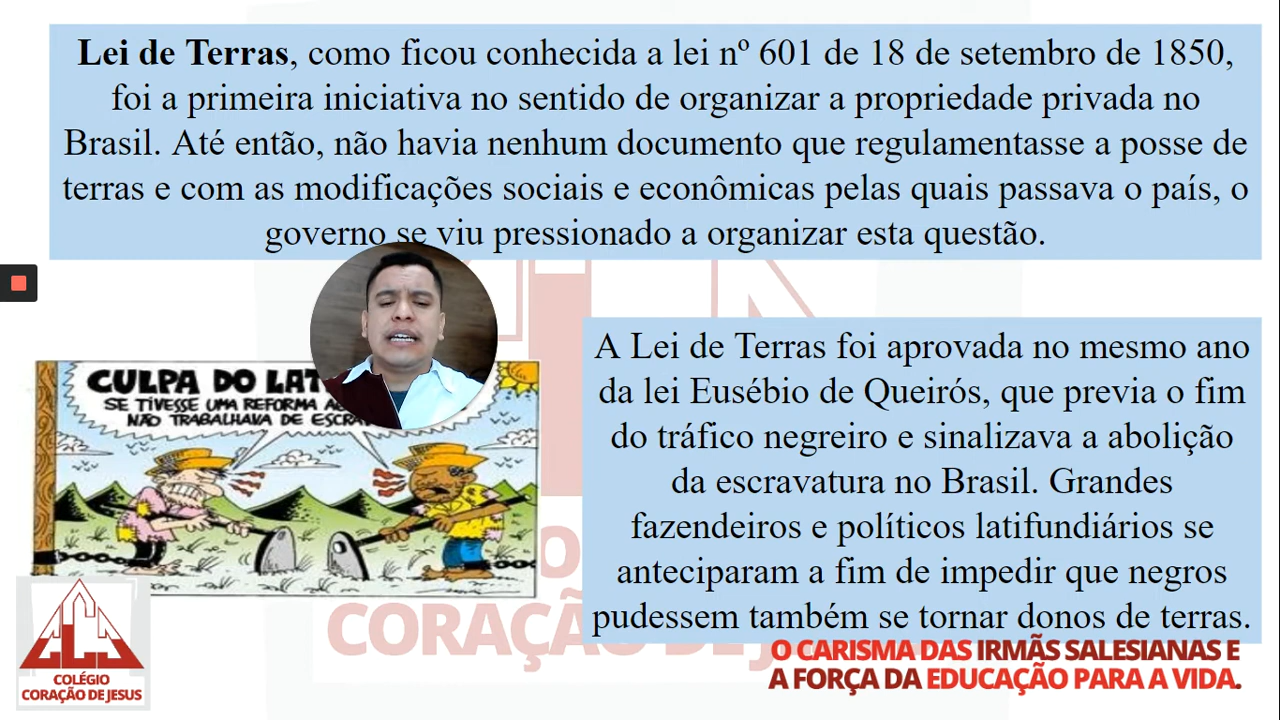 Lei de Terras, como ficou conhecida a lei nº 601 de 18 de setembro de 1850,
foi a primeira iniciativa no sentido de organizar a propriedade privada no
Brasil. Até então, não havia nenhum documento que regulamentasse a posse de
terras e com as modificações sociais e econômicas pelas quais passava o país, o
governo se viu pressionado a organizar esta questão.
CULPA DO
SE TIVESSE UMA REFORMA
NÃO TRABALHAVA DE
A Lei de Terras foi aprovada no mesmo ano
da lei Eusébio de Queirós, que previa o fim
do tráfico negreiro e sinalizava a abolição
da escravatura no Brasil. Grandes
fazendeiros e políticos latifundiários se
anteciparam a fim de impedir que negros
pudessem também se tornar donos de terras.
CORAÇÃO
COLÉGIO
CORAÇÃO DE JESUS
O CARISMA DAS IRMÃS SALESIANAS E
A FORÇA DA EDUCAÇÃO PARA A VIDA.